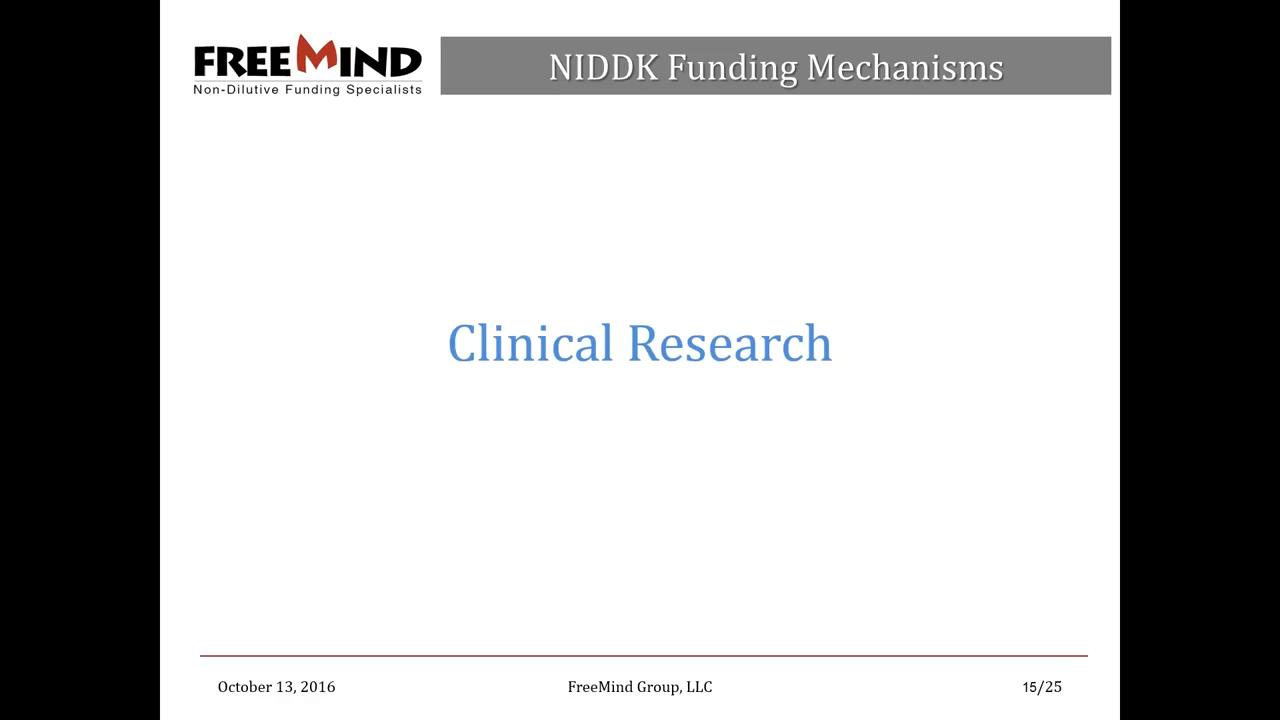 FREEMIND
Non-Dilutive Funding Specialists
NIDDK Funding Mechanisms
Clinical Research
October 13, 2016
FreeMind Group, LLC
15/25